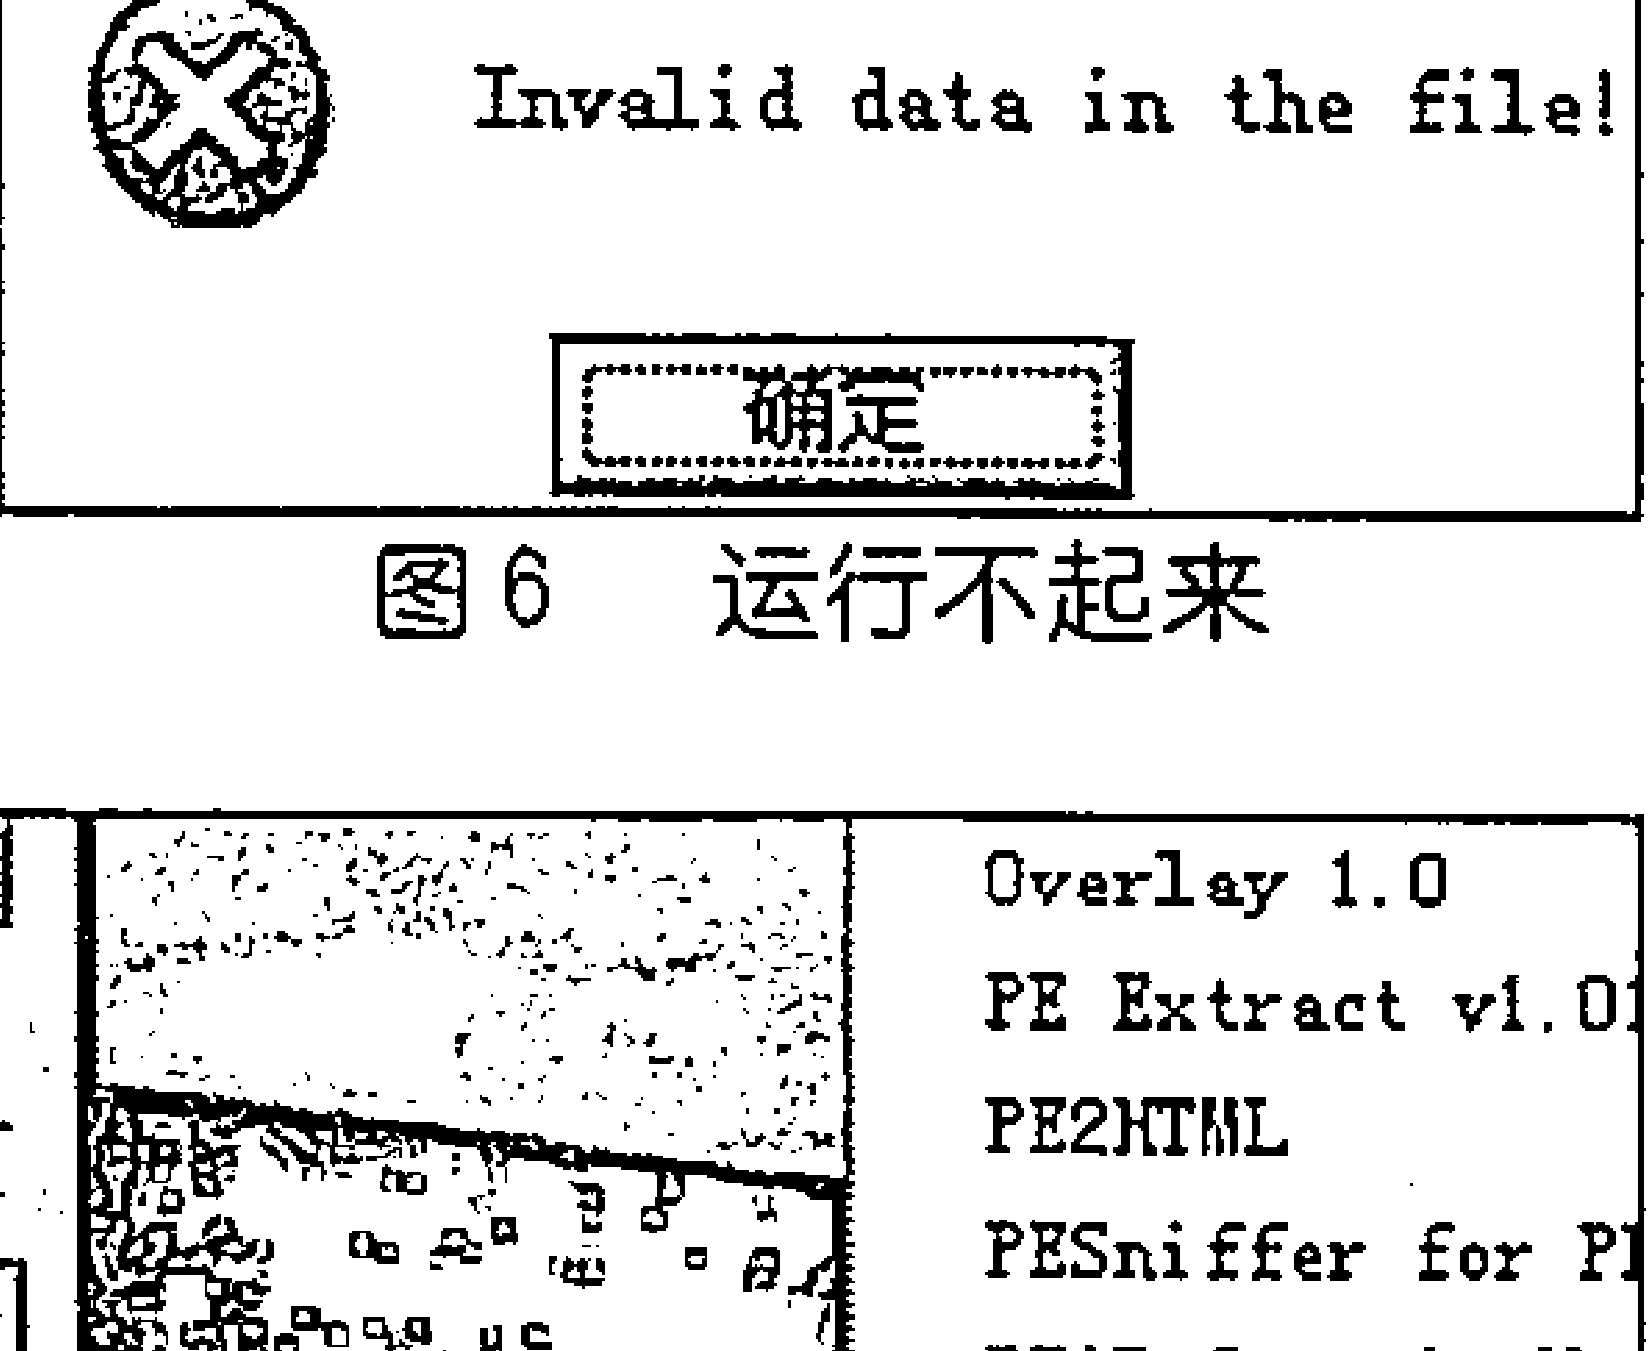 Invalid data in the file!
确定
图6 运行不起来
Overlay 1.0
PE Extract v1.01
PE2HTML
PESniffer for